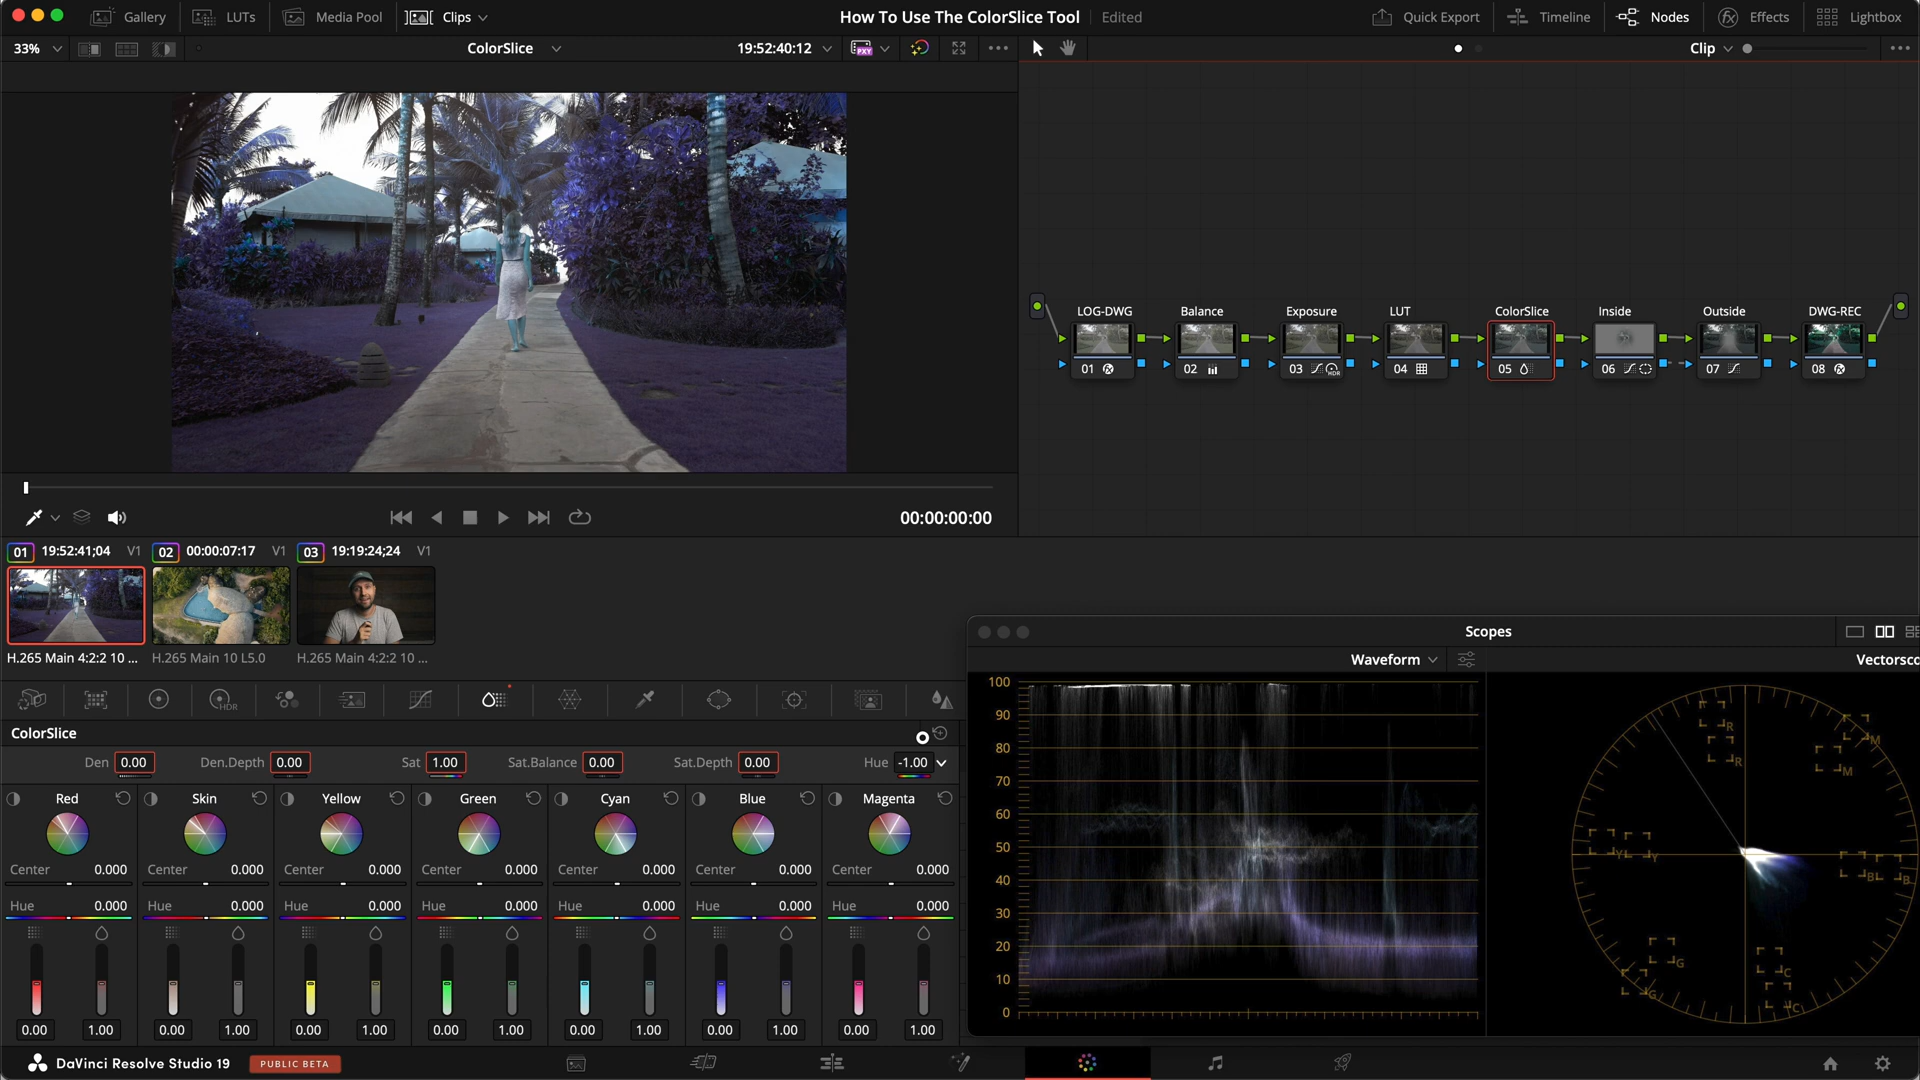 Gallery LUTs Media Pool Clips How To Use The ColorSlice Tool Edited Quick Export Timeline Nodes Effects Lightbox
33% ColorSlice 19:52:40:12 PXY Clip
LOG-DWG Balance Exposure LUT ColorSlice Inside Outside DWG-REC
01 02 03 HDR 04 05 06 07 08
00:00:00:00
01 19:52:41;04 V1 02 00:00:07:17 V1 03 19:19:24;24 V1
H.265 Main 4:2:2 10 ... H.265 Main 10 L5.0 H.265 Main 4:2:2 10 ...
HDR
ColorSlice
Den 0.00 Den.Depth 0.00 Sat 1.00 Sat.Balance 0.00 Sat.Depth 0.00 Hue -1.00
Red Skin Yellow Green Cyan Blue Magenta
Center 0.000 Center 0.000 Center 0.000 Center 0.000 Center 0.000 Center 0.000 Center 0.000
Hue 0.000 Hue 0.000 Hue 0.000 Hue 0.000 Hue 0.000 Hue 0.000 Hue 0.000
0.00 1.00 0.00 1.00 0.00 1.00 0.00 1.00 0.00 1.00 0.00 1.00 0.00 1.00
Scopes
Waveform Vectorsco
100
90
80
70
60
50
40
30
20
10
0
R
M
R
M
Y Y
B B
G
C
G
C
DaVinci Resolve Studio 19 PUBLIC BETA